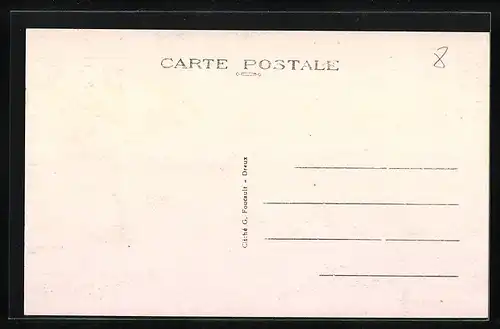 CARTE POSTALE
8
Cliché G. Foucault - Dreux